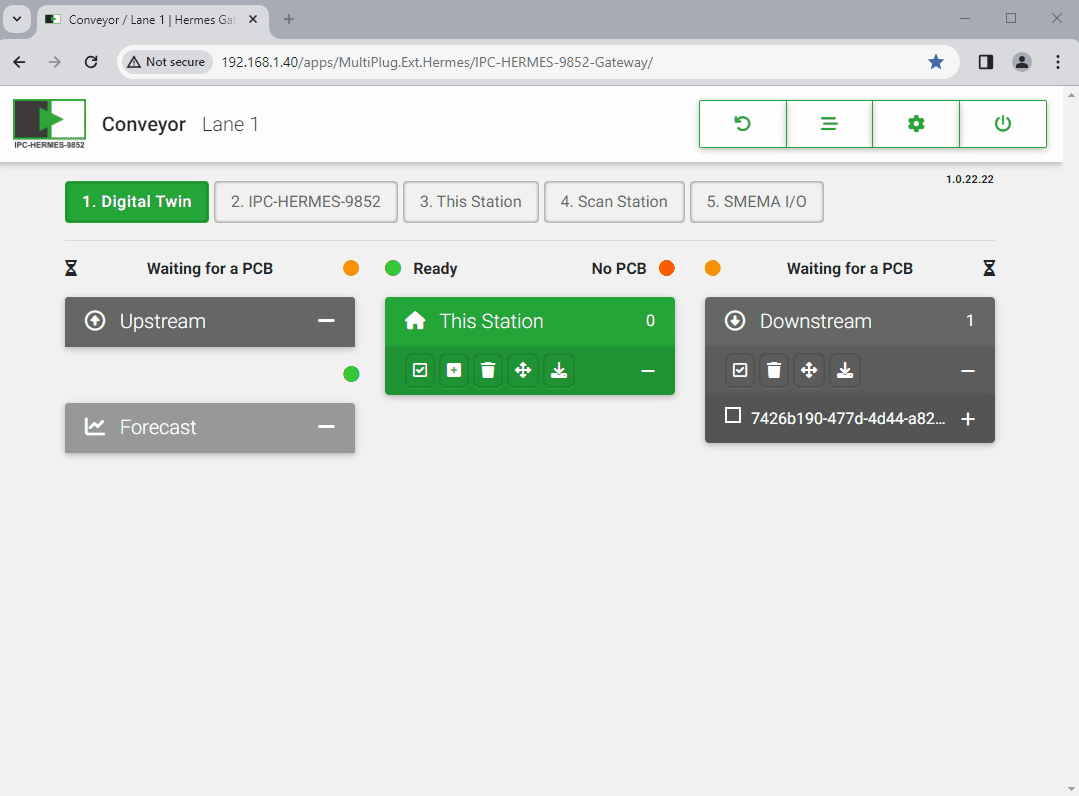 Conveyor / Lane 1 | Hermes Gat
Not secure
192.168.1.40/apps/MultiPlug.Ext.Hermes/IPC-HERMES-9852-Gateway/
IPC-HERMES-9852
Conveyor Lane 1
1.0.22.22
1. Digital Twin
2. IPC-HERMES-9852
3. This Station
4. Scan Station
5. SMEMA I/O
Waiting for a PCB
Ready
No PCB
Waiting for a PCB
Upstream
This Station 0
Downstream 1
7426b190-477d-4d44-a82...
Forecast